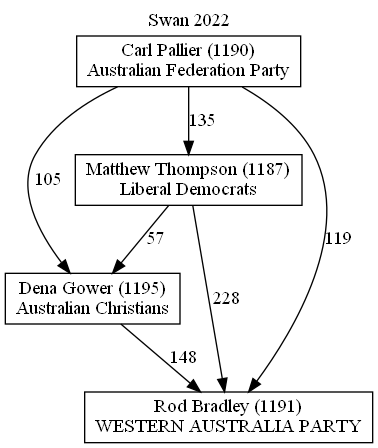 Swan 2022
Carl Pallier (1190)
Australian Federation Party
135
Matthew Thompson (1187)
Liberal Democrats
105
57
119
Dena Gower (1195)
Australian Christians
228
148
Rod Bradley (1191)
WESTERN AUSTRALIA PARTY